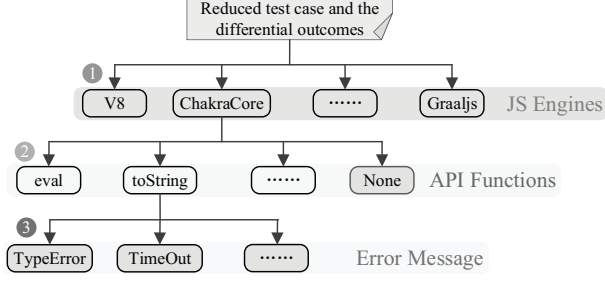 Reduced test case and the
differential outcomes
1
V8 ChakraCore ...... Graaljs JS Engines
2
eval toString ...... None API Functions
3
TypeError TimeOut ...... Error Message